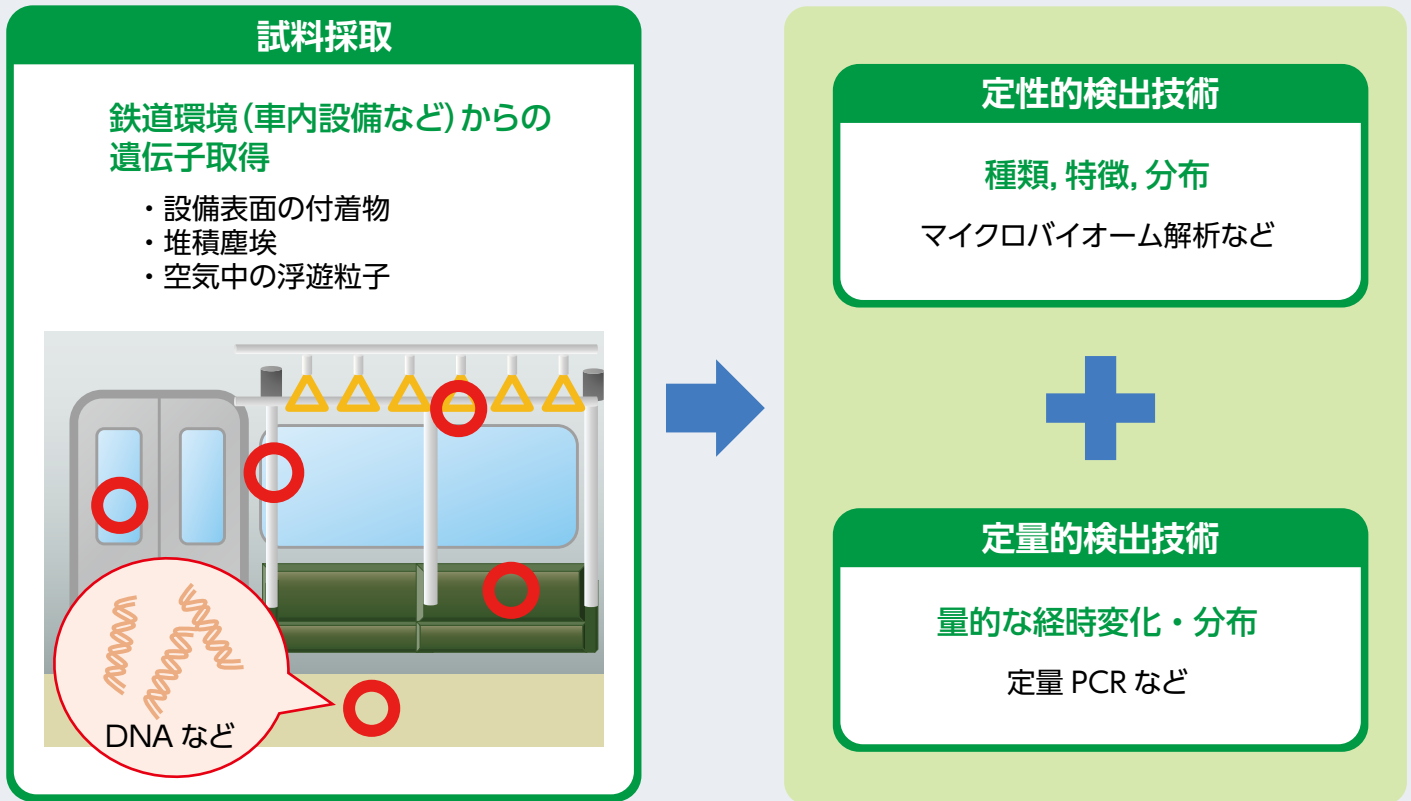 試料採取
鉄道環境（車内設備など）からの
遺伝子取得
・設備表面の付着物
・堆積塵埃
・空気中の浮遊粒子
DNA など
定性的検出技術
種類, 特徴, 分布
マイクロバイオーム解析など
定量的検出技術
量的な経時変化・分布
定量 PCR など